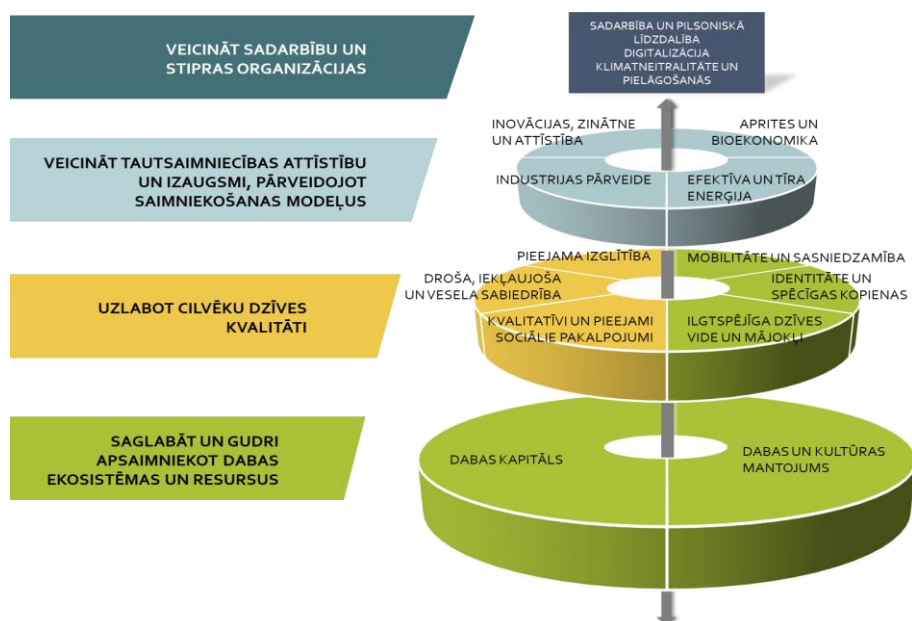 VEICINĀT SADARBĪBU UN
STIPRAS ORGANIZĀCIJAS
SADARBĪBA UN PILSONISKĀ
LĪDZDALĪBA
DIGITALIZĀCIJA
KLIMATNEITRALITĀTE UN
PIELĀGOŠANĀS
VEICINĀT TAUTSAIMNIECĪBAS ATTĪSTĪBU
UN IZAUGSMI, PĀRVEIDOJOT
SAIMNIEKOŠANAS MODEĻUS
INOVĀCIJAS, ZINĀTNE
UN ATTĪSTĪBA
APRITES UN
BIOEKONOMIKA
INDUSTRIJAS PĀRVEIDE
EFEKTĪVA UN TĪRA
ENERĢIJA
UZLABOT CILVĒKU DZĪVES
KVALITĀTI
PIEEJAMA IZGLĪTĪBA
MOBILITĀTE UN SASNIEDZAMĪBA
DROŠA, IEKĻAUJOŠA
UN VESELA SABIEDRĪBA
IDENTITĀTE UN
SPĒCĪGAS KOPIENAS
KVALITATĪVI UN PIEEJAMI
SOCIĀLIE PAKALPOJUMI
ILGTSPĒJĪGA DZĪVES
VIDE UN MĀJOKĻI
SAGLABĀT UN GUDRI
APSAIMNIEKOT DABAS
EKOSISTĒMAS UN RESURSUS
DABAS KAPITĀLS
DABAS UN KULTŪRAS
MANTOJUMS